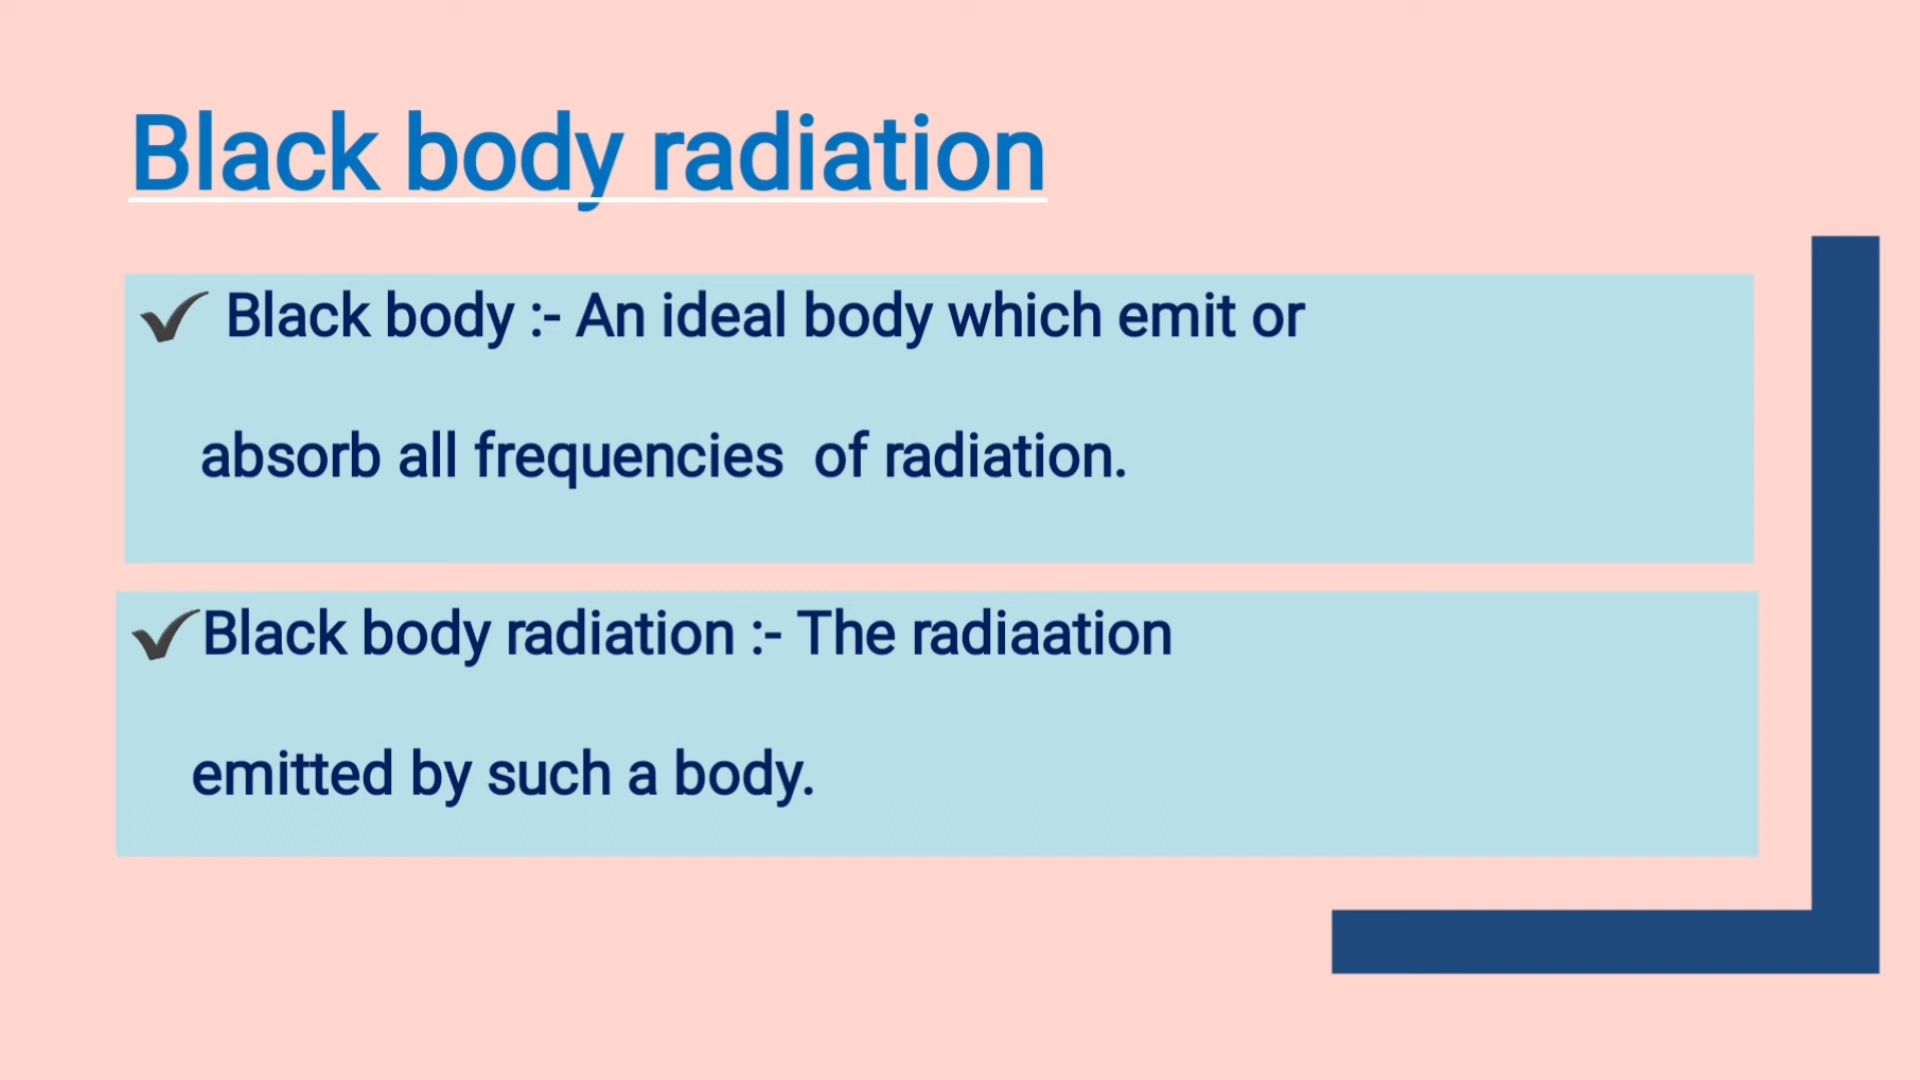 Black body radiation
✔ Black body :- An ideal body which emit or
absorb all frequencies of radiation.
✔Black body radiation :- The radiaation
emitted by such a body.